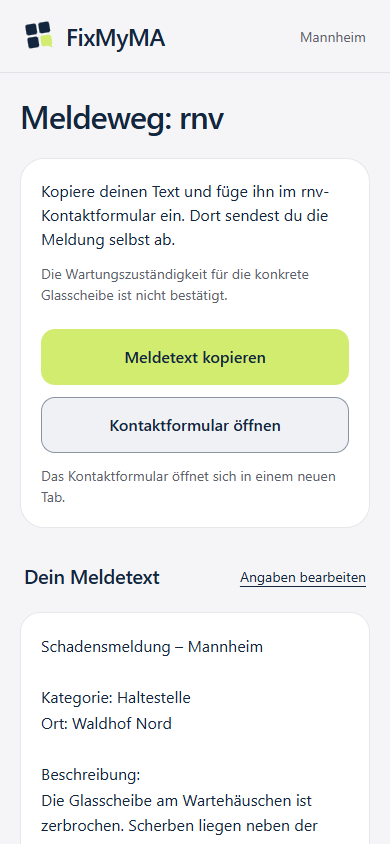 FixMyMA
Mannheim
Meldeweg: rnv
Kopiere deinen Text und füge ihn im rnv-
Kontaktformular ein. Dort sendest du die
Meldung selbst ab.
Die Wartungszuständigkeit für die konkrete
Glasscheibe ist nicht bestätigt.
Meldetext kopieren
Kontaktformular öffnen
Das Kontaktformular öffnet sich in einem neuen
Tab.
Dein Meldetext
Angaben bearbeiten
Schadensmeldung – Mannheim
Kategorie: Haltestelle
Ort: Waldhof Nord
Beschreibung:
Die Glasscheibe am Wartehäuschen ist
zerbrochen. Scherben liegen neben der